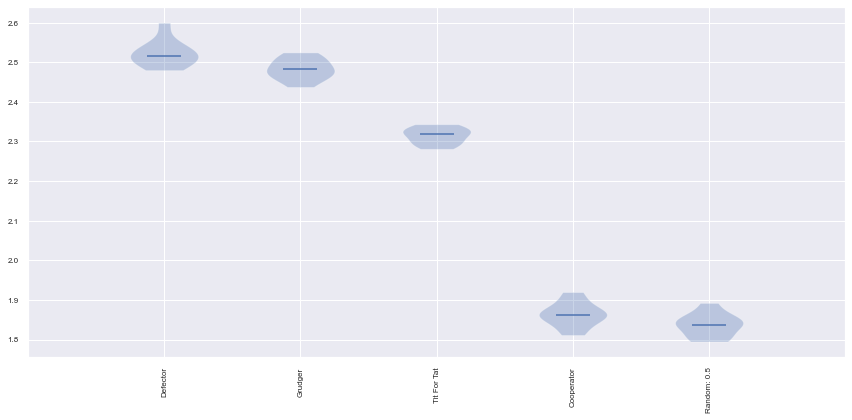 2.6
2.5
2.4
2.3
2.2
2.1
2.0
1.9
1.8
Defector
Grudger
Tit For Tat
Cooperator
Random: 0.5